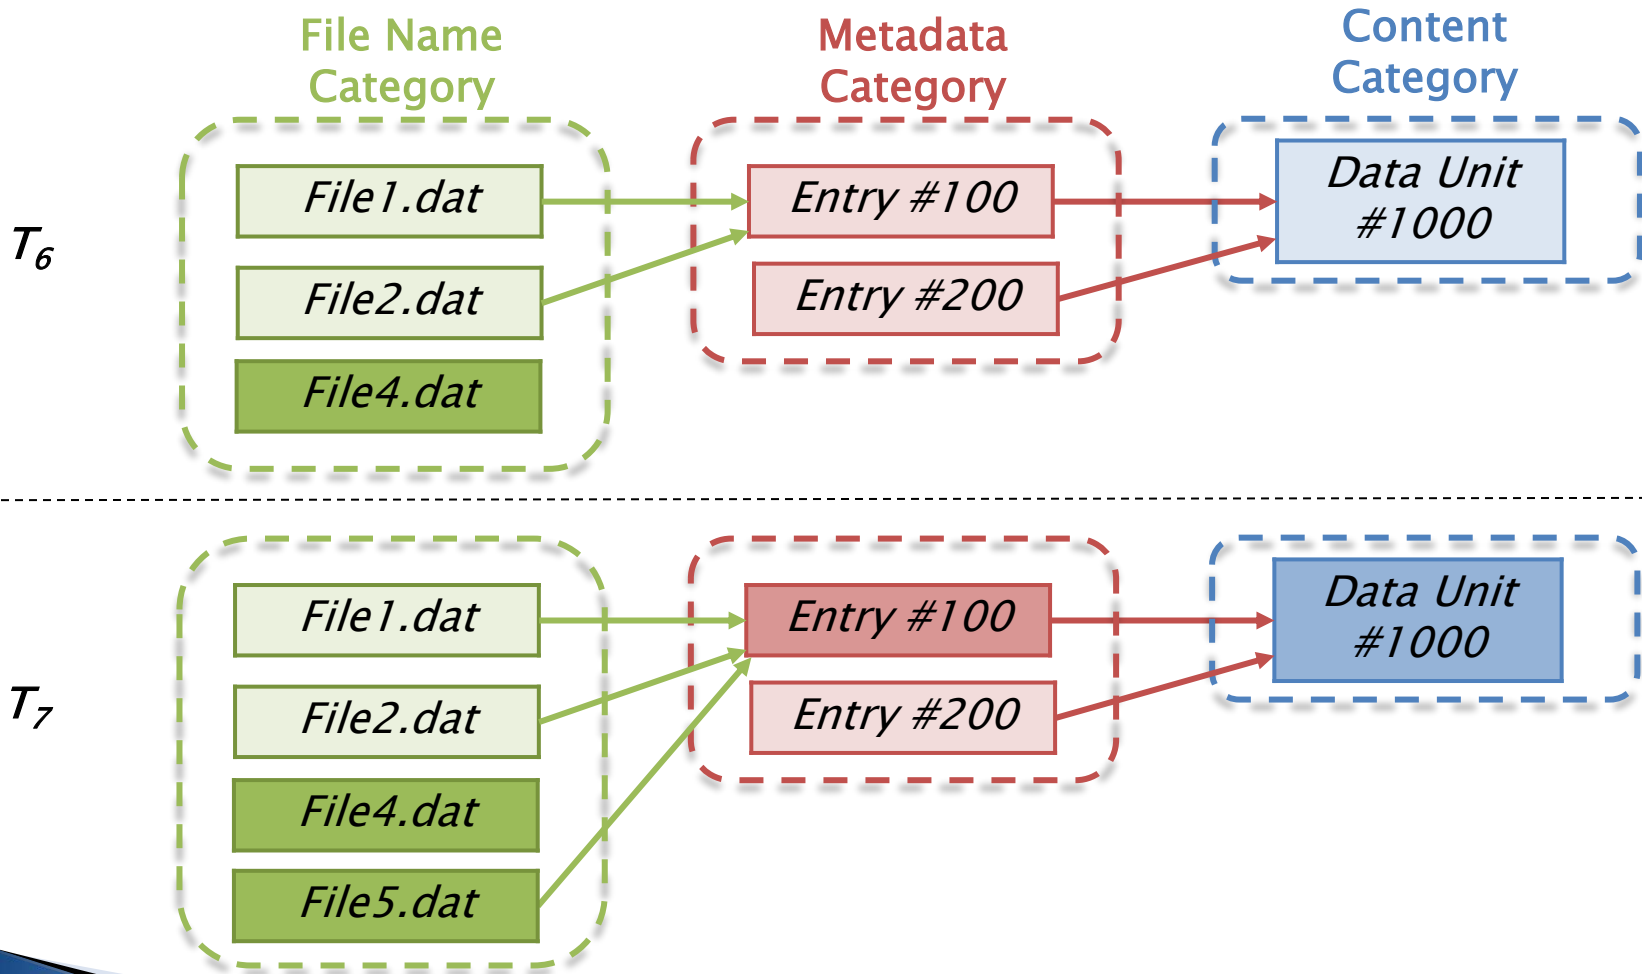 File Name
Category
Metadata
Category
Content
Category
T6
File1.dat
Entry #100
Data Unit
#1000
File2.dat
Entry #200
File4.dat
T7
File1.dat
Entry #100
Data Unit
#1000
File2.dat
Entry #200
File4.dat
File5.dat